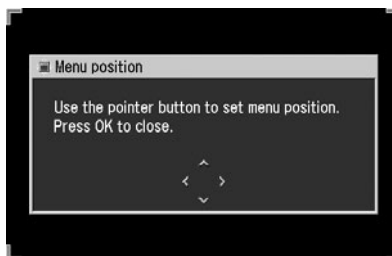 Menu position
Use the pointer button to set menu position.
Press OK to close.